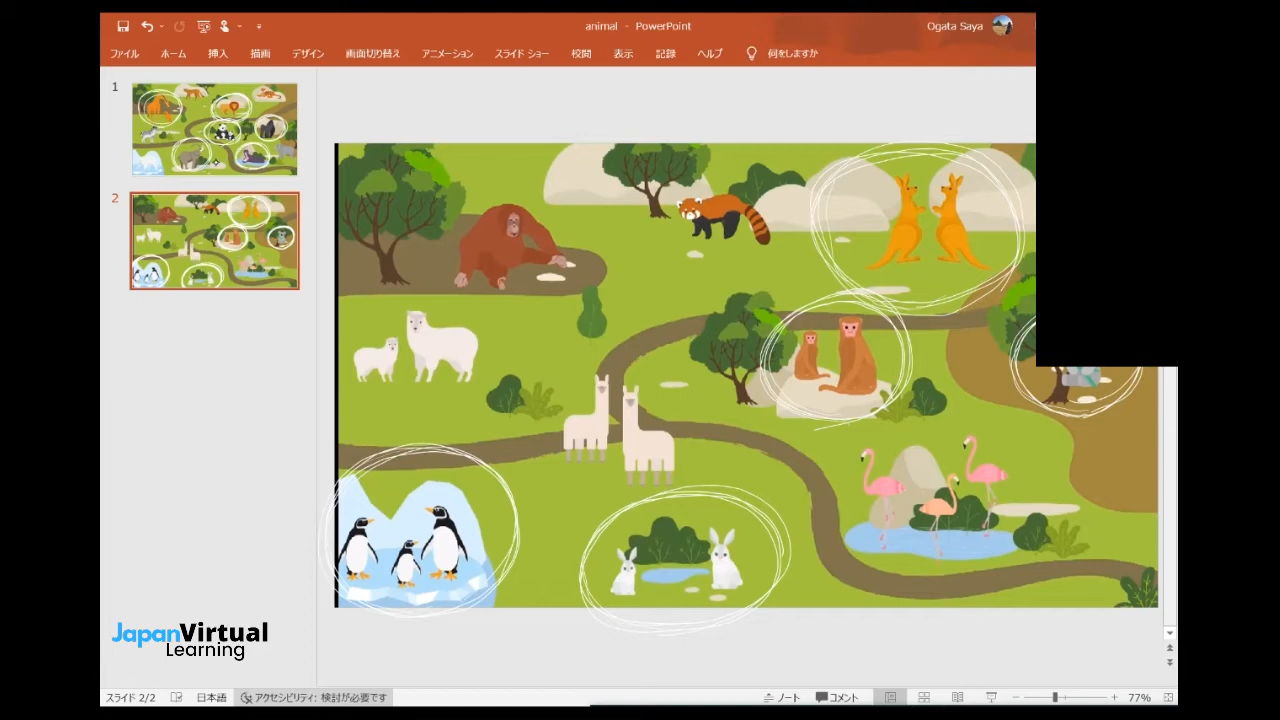 animal - PowerPoint
Ogata Saya
ファイル ホーム 挿入 描画 デザイン 画面切り替え アニメーション スライド ショー 校閲 表示 記録 ヘルプ 何をしますか
1
2
JapanVirtual
Learning
スライド 2/2 日本語 アクセシビリティ: 検討が必要です ノート コメント 77%